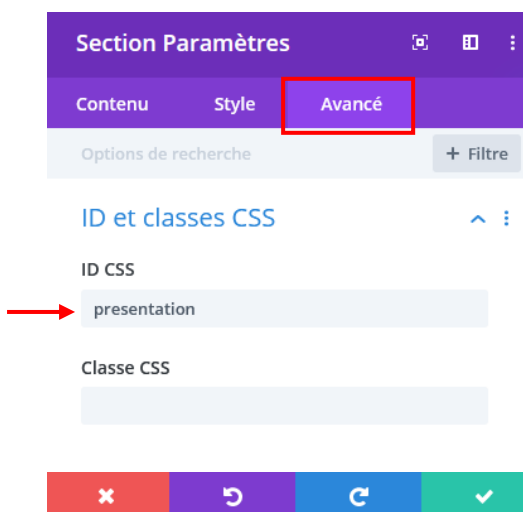 Section Paramètres
Contenu Style Avancé
Options de recherche + Filtre
ID et classes CSS
ID CSS
presentation
Classe CSS